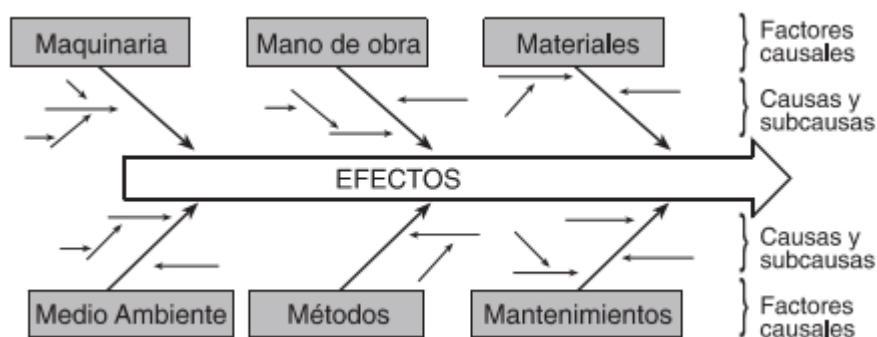 Maquinaria
Mano de obra
Materiales
Factores
causales
Causas y
subcausas
EFECTOS
Causas y
subcausas
Medio Ambiente
Métodos
Mantenimientos
Factores
causales